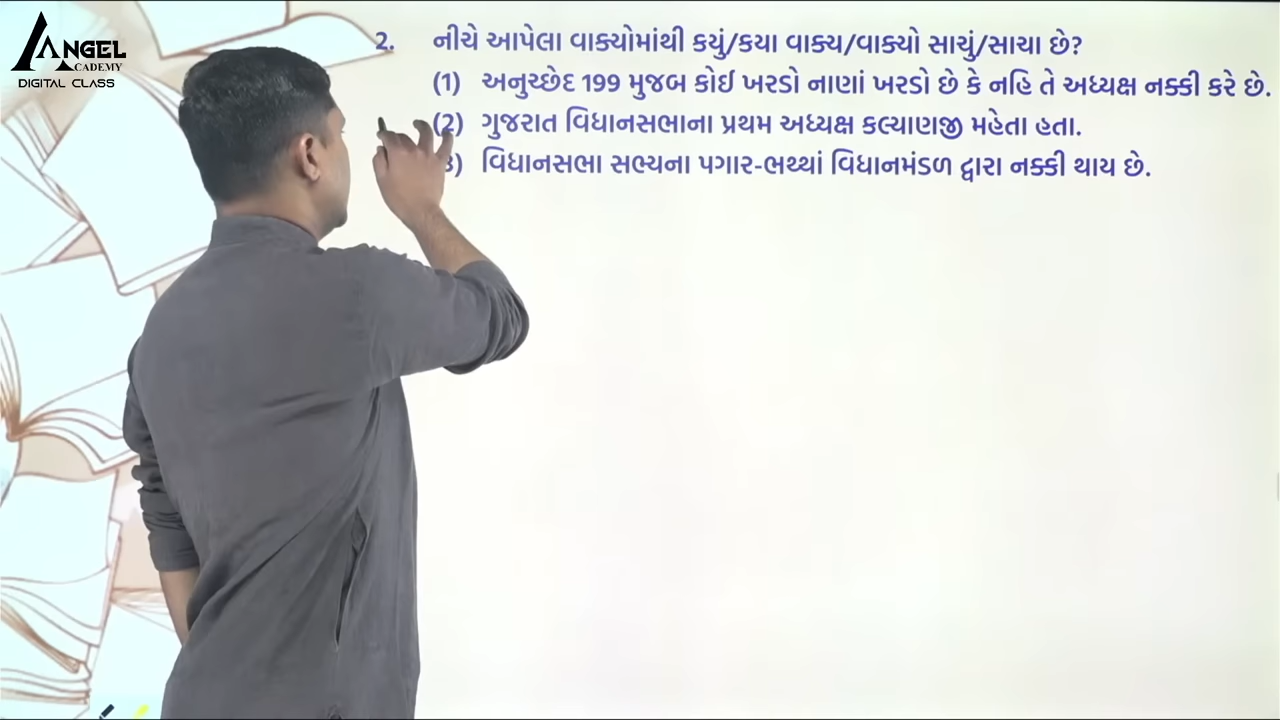 ANGEL
ACADEMY
DIGITAL CLASS
2. નીચે આપેલા વાક્યોમાંથી કયું/કયા વાક્ય/વાક્યો સાચું/સાચા છે?
(1) અનુચ્છેદ 199 મુજબ કોઈ ખરડો નાણાં ખરડો છે કે નહિ તે અધ્યક્ષ નક્કી કરે છે.
(2) ગુજરાત વિધાનસભાના પ્રથમ અધ્યક્ષ કલ્યાણજી મહેતા હતા.
3) વિધાનસભા સભ્યના પગાર-ભથ્થાં વિધાનમંડળ દ્વારા નક્કી થાય છે.